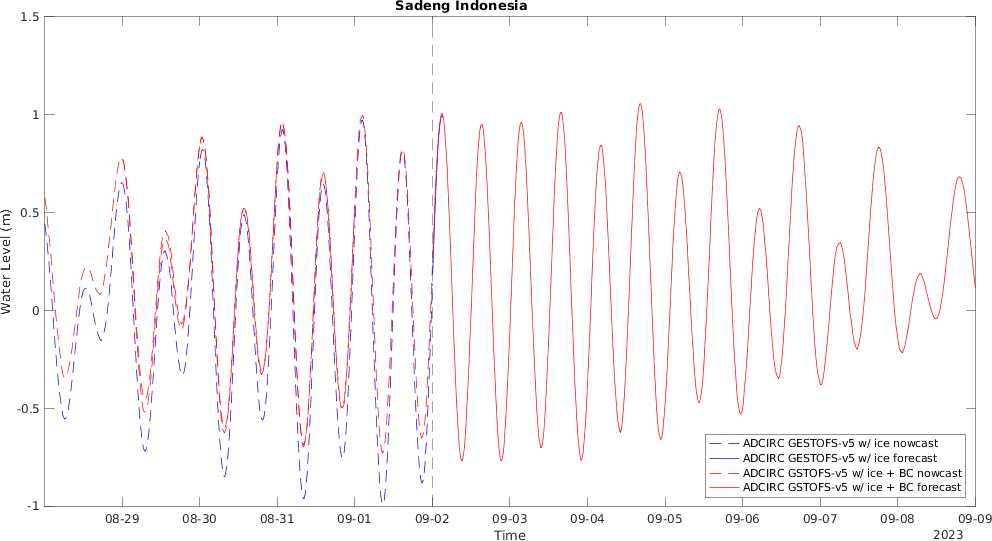 Sadeng Indonesia
1.5
1
0.5
0
-0.5
-1
Water Level (m)
08-29 08-30 08-31 09-01 09-02 09-03 09-04 09-05 09-06 09-07 09-08 09-09
Time
2023
ADCIRC GESTOFS-v5 w/ ice nowcast
ADCIRC GESTOFS-v5 w/ ice forecast
ADCIRC GSTOFS-v5 w/ ice + BC nowcast
ADCIRC GSTOFS-v5 w/ ice + BC forecast